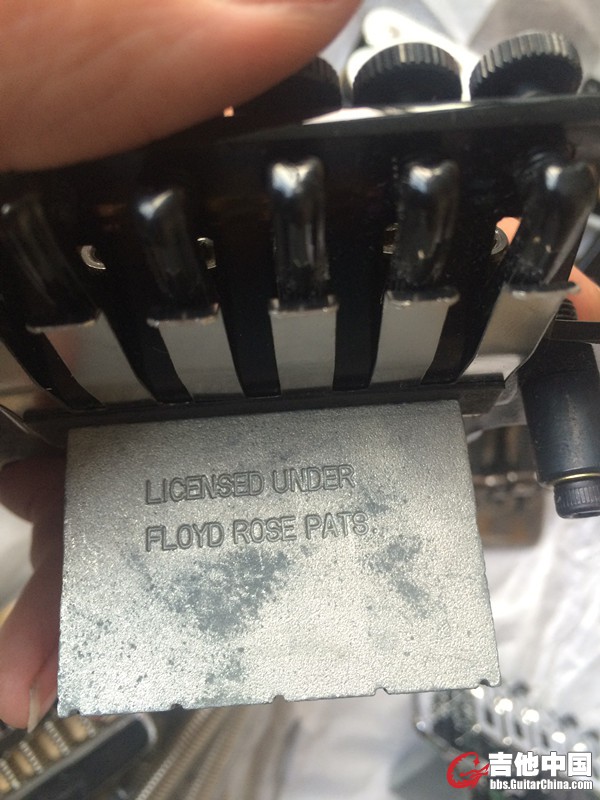 LICENSED UNDER
FLOYD ROSE PATS.
吉他中国
bbs.GuitarChina.com